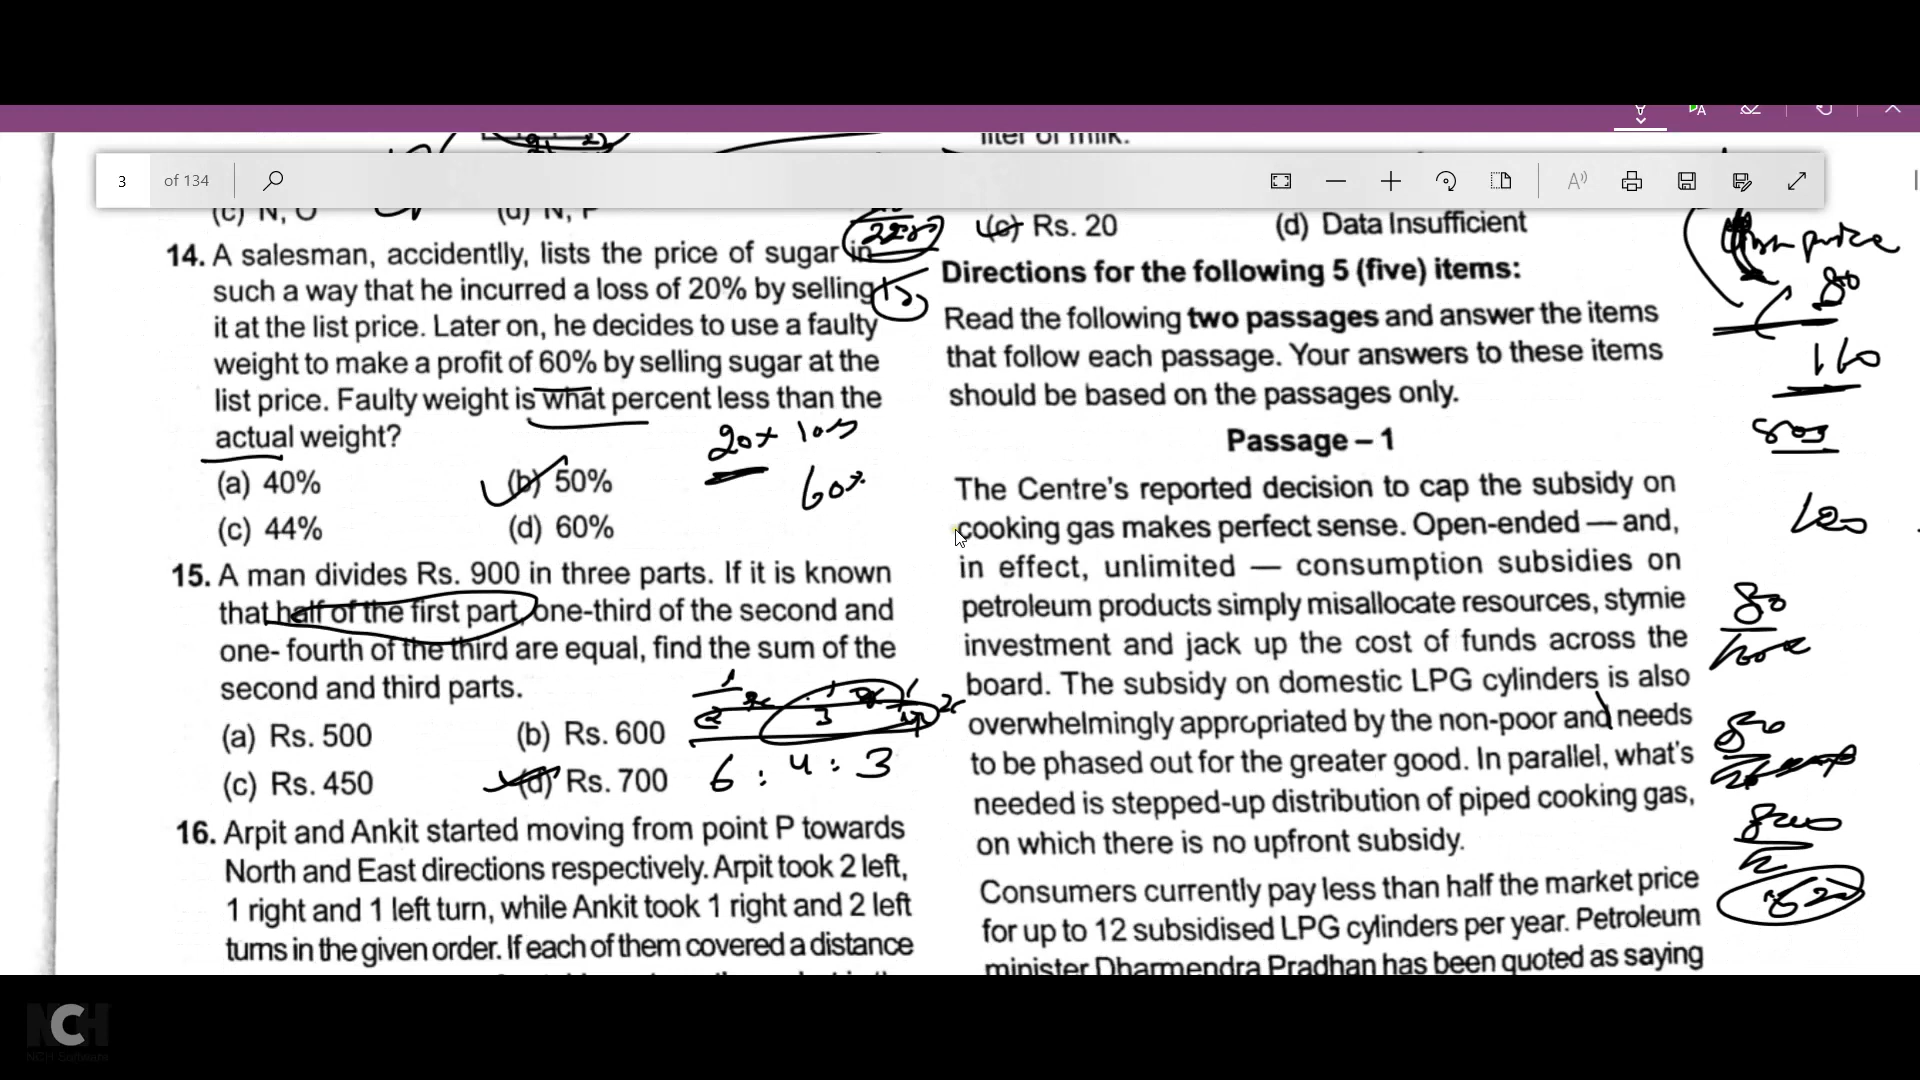 liter of milk.
3 of 134
(c) N, O (d) N, P
14. A salesman, accidentlly, lists the price of sugar in
such a way that he incurred a loss of 20% by selling
it at the list price. Later on, he decides to use a faulty
weight to make a profit of 60% by selling sugar at the
list price. Faulty weight is what percent less than the
actual weight?
20% loss
60%
(a) 40% (b) 50%
(c) 44% (d) 60%
15. A man divides Rs. 900 in three parts. If it is known
that half of the first part, one-third of the second and
one- fourth of the third are equal, find the sum of the
second and third parts.
(a) Rs. 500 (b) Rs. 600
(c) Rs. 450 (d) Rs. 700
6 : 4 : 3
16. Arpit and Ankit started moving from point P towards
North and East directions respectively. Arpit took 2 left,
1 right and 1 left turn, while Ankit took 1 right and 2 left
turns in the given order. If each of them covered a distance
(c) Rs. 20 (d) Data Insufficient
Directions for the following 5 (five) items:
Read the following two passages and answer the items
that follow each passage. Your answers to these items
should be based on the passages only.
Passage – 1
The Centre's reported decision to cap the subsidy on
cooking gas makes perfect sense. Open-ended — and,
in effect, unlimited — consumption subsidies on
petroleum products simply misallocate resources, stymie
investment and jack up the cost of funds across the
board. The subsidy on domestic LPG cylinders is also
overwhelmingly appropriated by the non-poor and needs
to be phased out for the greater good. In parallel, what's
needed is stepped-up distribution of piped cooking gas,
on which there is no upfront subsidy.
Consumers currently pay less than half the market price
for up to 12 subsidised LPG cylinders per year. Petroleum
minister Dharmendra Pradhan has been quoted as saying
price
80
160
100
80
NCH
NCH Software